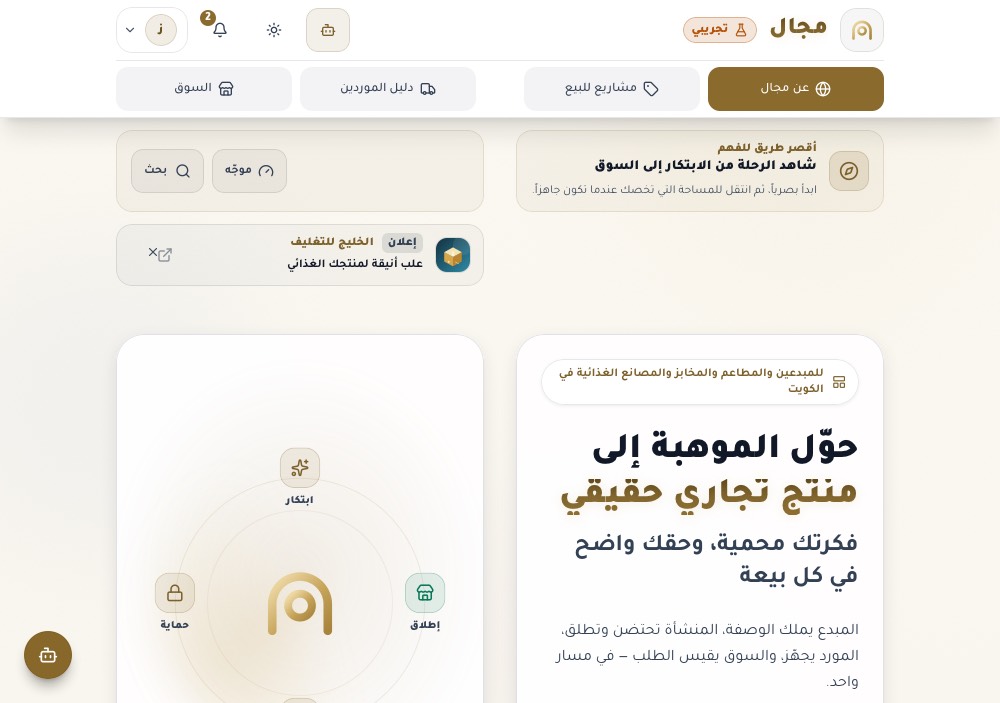 مجال
تجريبي
2
ز
عن مجال
مشاريع للبيع
دليل الموردين
السوق
أقصر طريق للفهم
شاهد الرحلة من الابتكار إلى السوق
ابدأ بصرياً، ثم انتقل للمساحة التي تخصك عندما تكون جاهزاً.
موجّه
بحث
إعلان
الخليج للتغليف
علب أنيقة لمنتجك الغذائي
للمبدعين والمطاعم والمخابز والمصانع الغذائية في
الكويت
حوّل الموهبة إلى
منتج تجاري حقيقي
فكرتك محمية، وحقك واضح
في كل بيعة
المبدع يملك الوصفة، المنشأة تحتضن وتطلق،
المورد يجهّز، والسوق يقيس الطلب – في مسار
واحد.
ابتكار
إطلاق
حماية